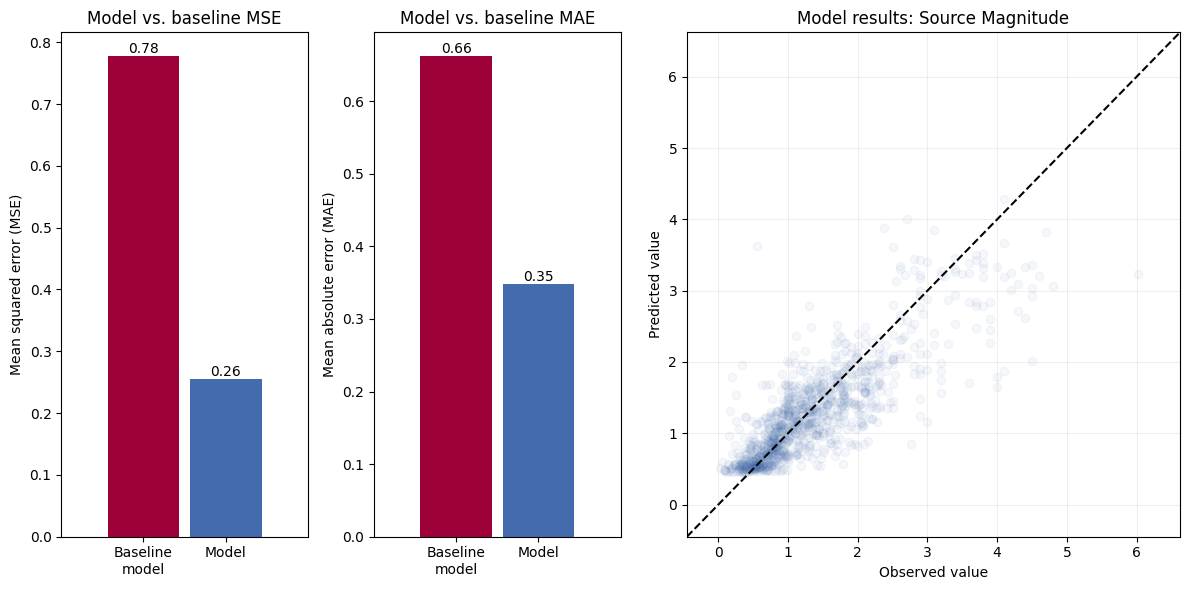 Model vs. baseline MSE
Mean squared error (MSE)
0.8
0.7
0.6
0.5
0.4
0.3
0.2
0.1
0.0
0.78
0.26
Baseline
model
Model
Model vs. baseline MAE
Mean absolute error (MAE)
0.6
0.5
0.4
0.3
0.2
0.1
0.0
0.66
0.35
Baseline
model
Model
Model results: Source Magnitude
Predicted value
6
5
4
3
2
1
0
0 1 2 3 4 5 6
Observed value